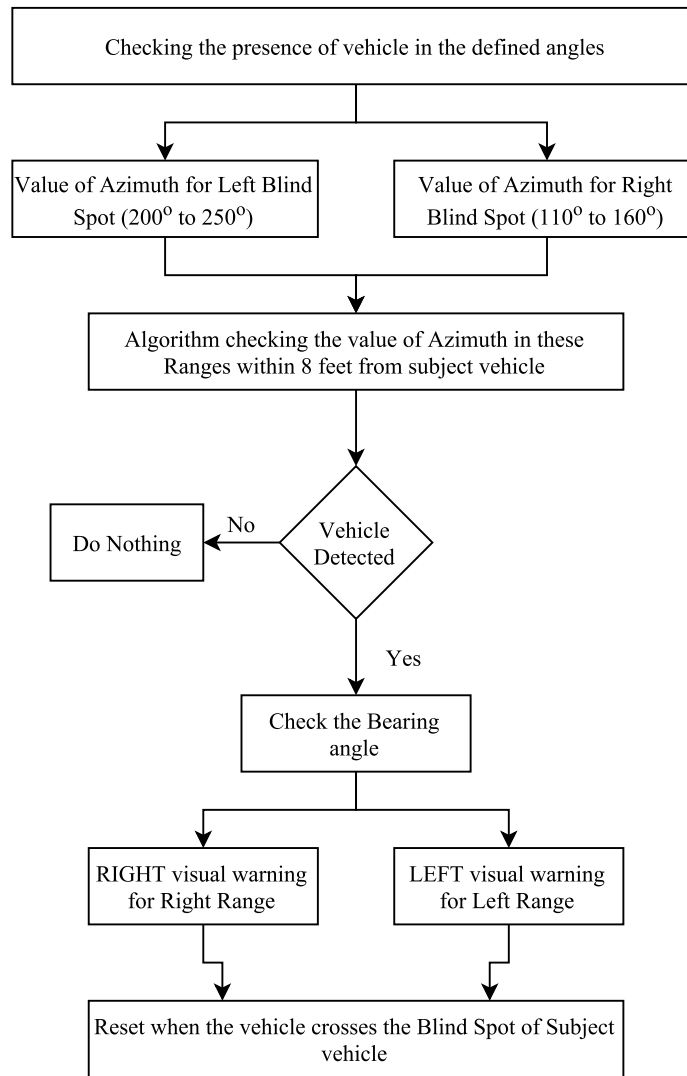 Checking the presence of vehicle in the defined angles
Value of Azimuth for Left Blind
Spot (200° to 250°)
Value of Azimuth for Right
Blind Spot (110° to 160°)
Algorithm checking the value of Azimuth in these
Ranges within 8 feet from subject vehicle
No
Vehicle
Detected
Do Nothing
Yes
Check the Bearing
angle
RIGHT visual warning
for Right Range
LEFT visual warning
for Left Range
Reset when the vehicle crosses the Blind Spot of Subject
vehicle